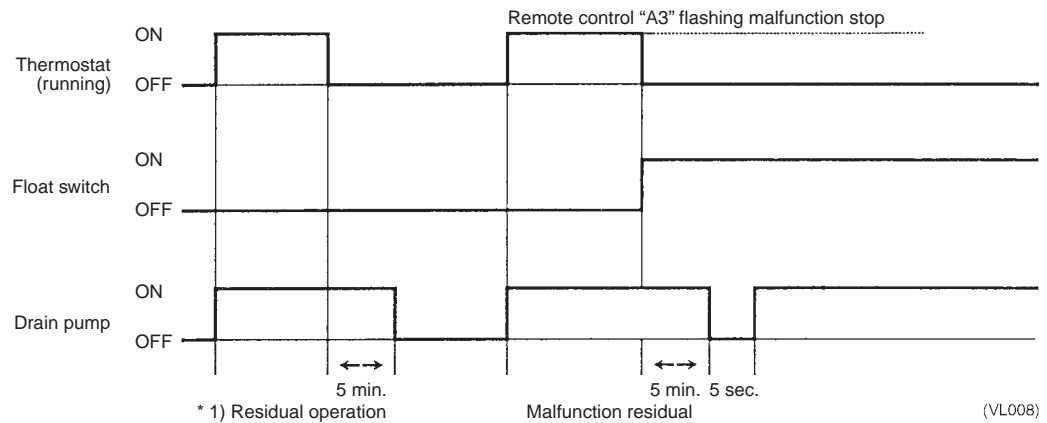 Remote control “A3” flashing malfunction stop
ON
Thermostat
(running)
OFF
ON
Float switch
OFF
ON
Drain pump
OFF
5 min.
5 min. 5 sec.
* 1) Residual operation
Malfunction residual
(VL008)